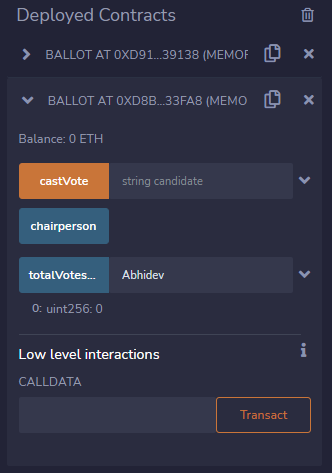 Deployed Contracts
BALLOT AT 0XD91...39138 (MEMOR
BALLOT AT 0XD8B...33FA8 (MEMO
Balance: 0 ETH
castVote string candidate
chairperson
totalVotes... Abhidev
0: uint256: 0
Low level interactions
CALLDATA
Transact